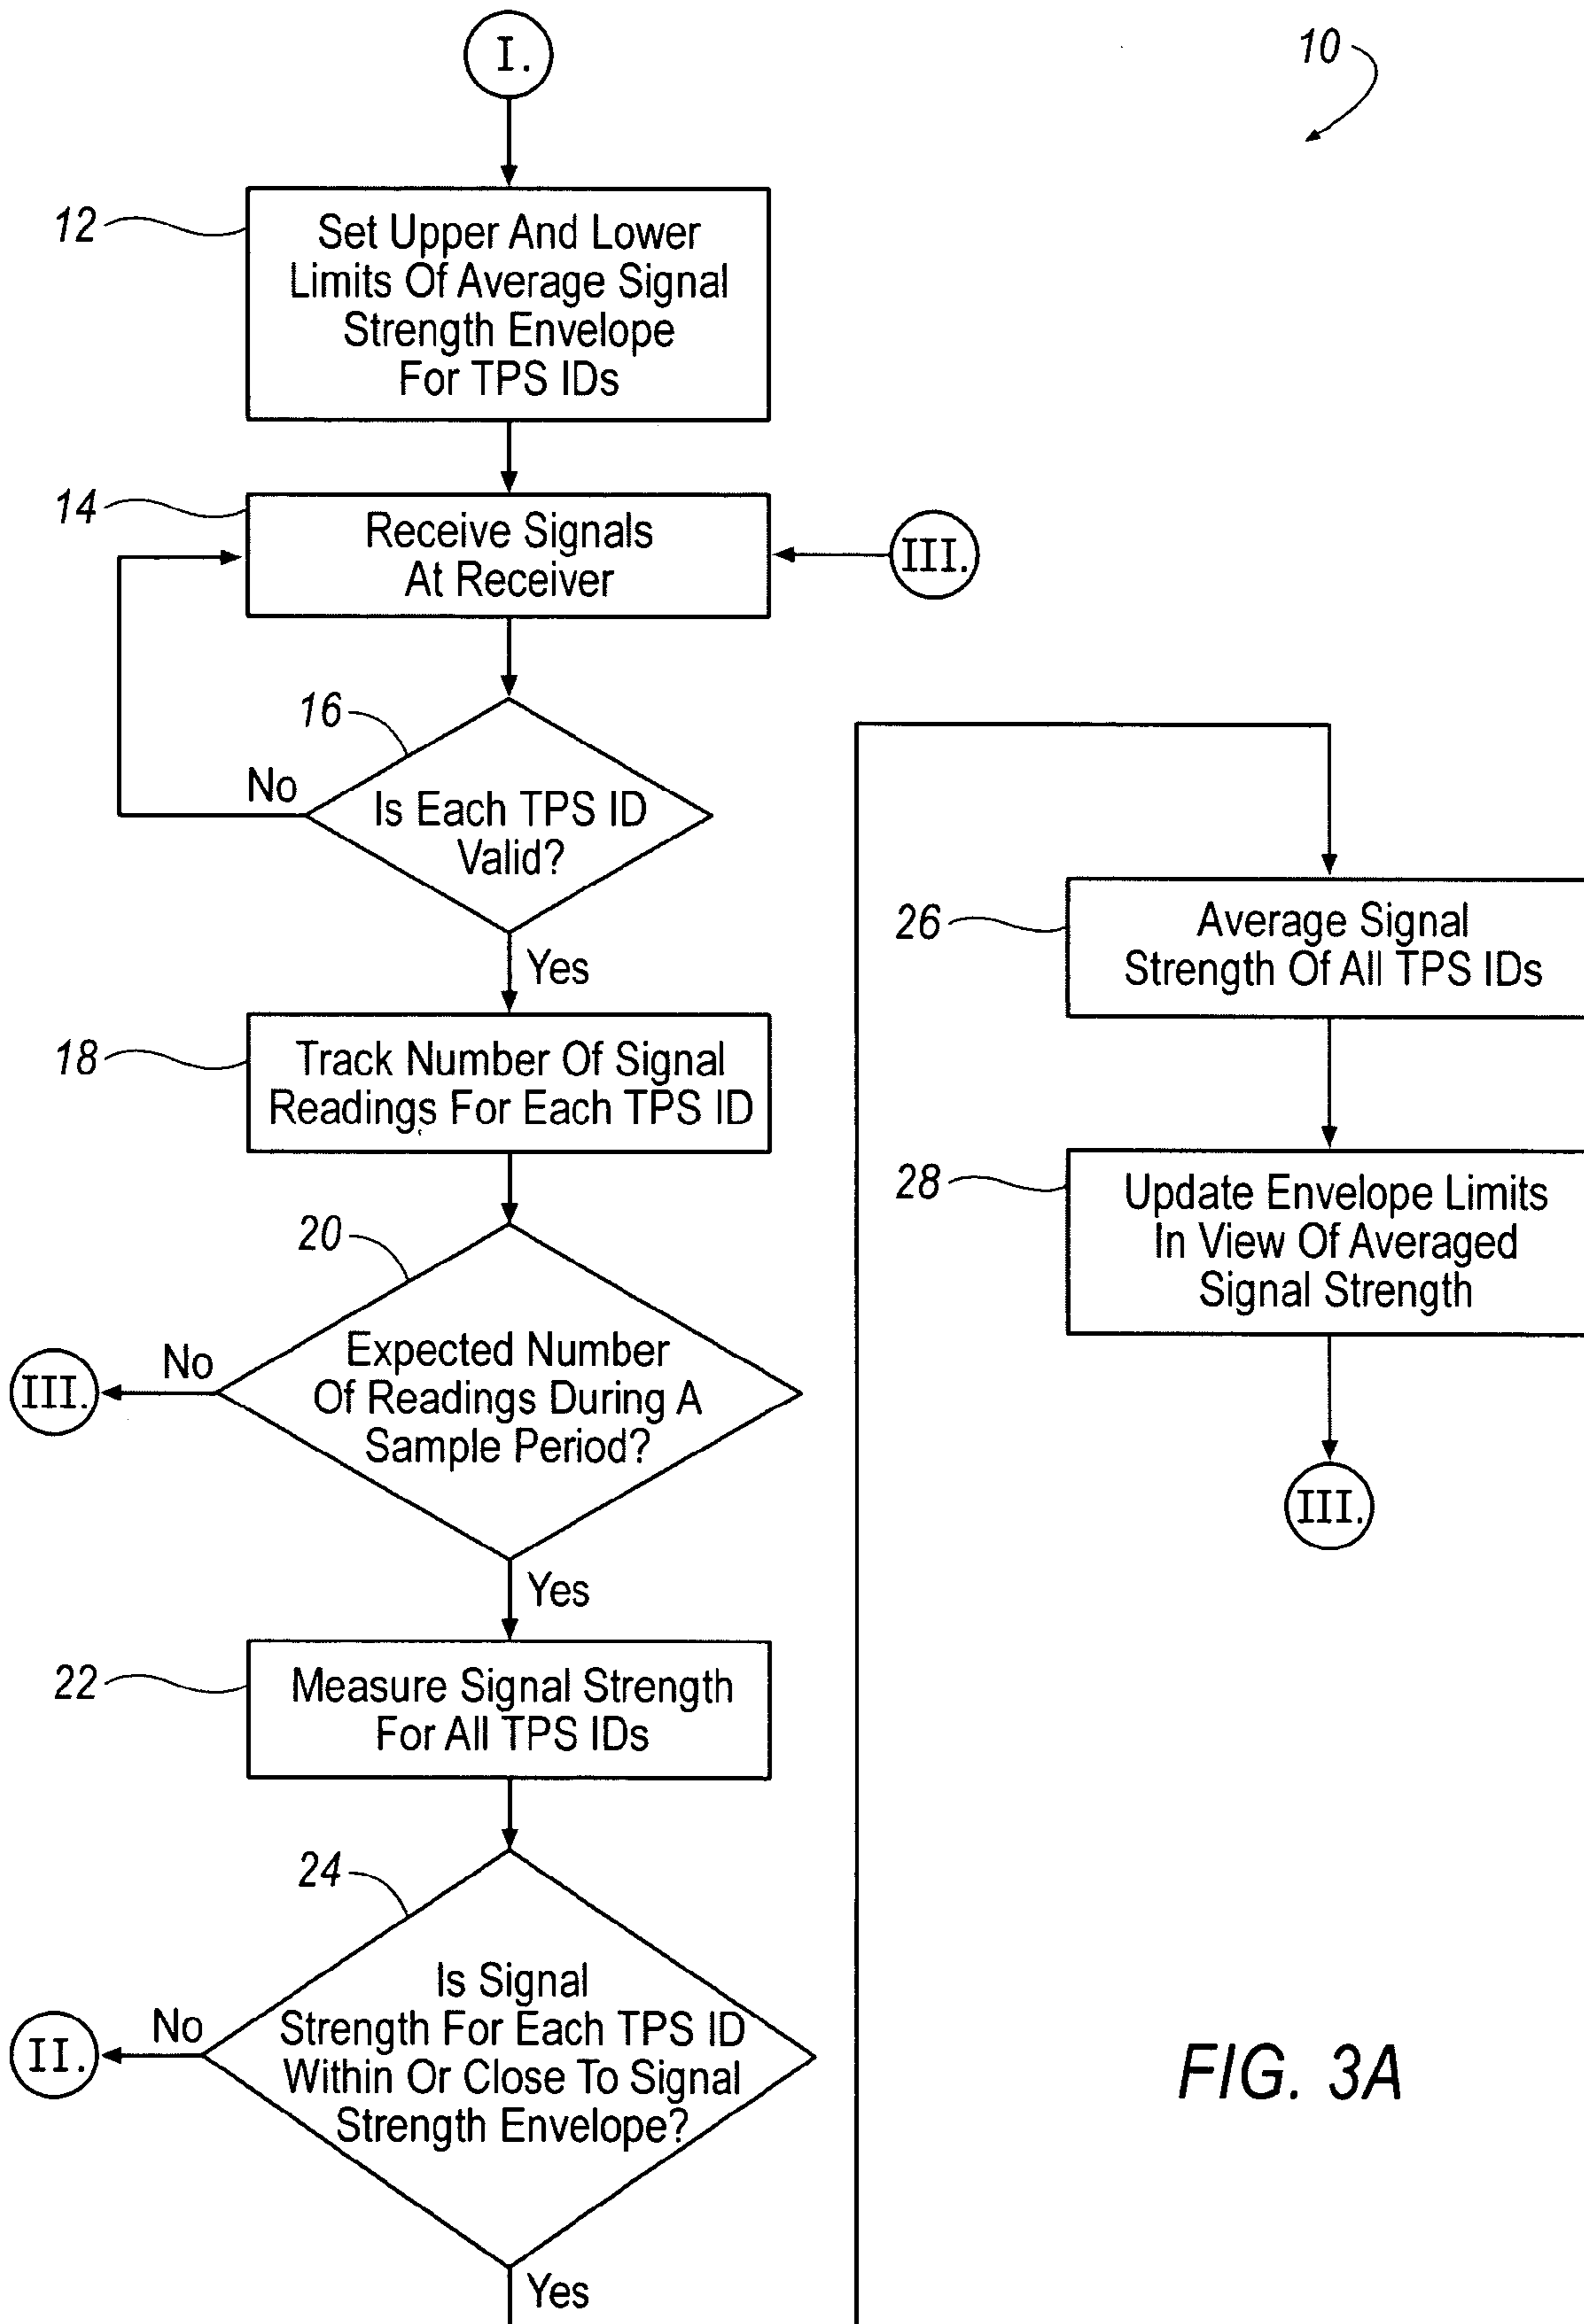 I.
10
12
Set Upper And Lower
Limits Of Average Signal
Strength Envelope
For TPS IDs
14
Receive Signals
At Receiver
III.
16
No
Is Each TPS ID
Valid?
Yes
18
Track Number Of Signal
Readings For Each TPS ID
20
No
III.
Expected Number
Of Readings During A
Sample Period?
Yes
22
Measure Signal Strength
For All TPS IDs
24
No
II.
Is Signal
Strength For Each TPS ID
Within Or Close To Signal
Strength Envelope?
Yes
26
Average Signal
Strength Of All TPS IDs
28
Update Envelope Limits
In View Of Averaged
Signal Strength
III.
FIG. 3A